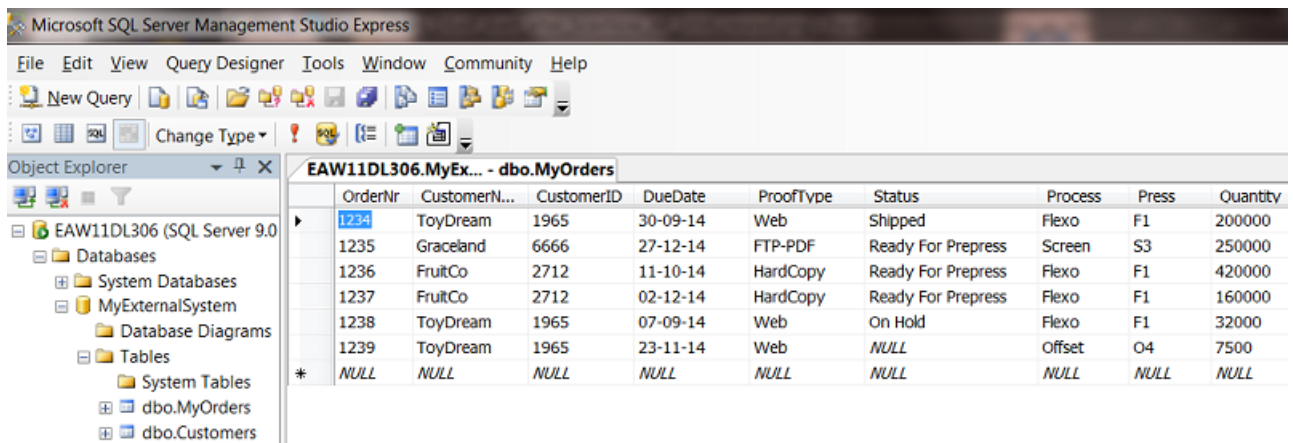 Microsoft SQL Server Management Studio Express
File Edit View Query Designer Tools Window Community Help
New Query
SQL Change Type SQL
Object Explorer
EAW11DL306.MyEx... - dbo.MyOrders
EAW11DL306 (SQL Server 9.0
Databases
System Databases
MyExternalSystem
Database Diagrams
Tables
System Tables
dbo.MyOrders
dbo.Customers
OrderNr CustomerN... CustomerID DueDate ProofType Status Process Press Quantity
1234 ToyDream 1965 30-09-14 Web Shipped Flexo F1 200000
1235 Graceland 6666 27-12-14 FTP-PDF Ready For Prepress Screen S3 250000
1236 FruitCo 2712 11-10-14 HardCopy Ready For Prepress Flexo F1 420000
1237 FruitCo 2712 02-12-14 HardCopy Ready For Prepress Flexo F1 160000
1238 ToyDream 1965 07-09-14 Web On Hold Flexo F1 32000
1239 ToyDream 1965 23-11-14 Web NULL Offset O4 7500
NULL NULL NULL NULL NULL NULL NULL NULL NULL